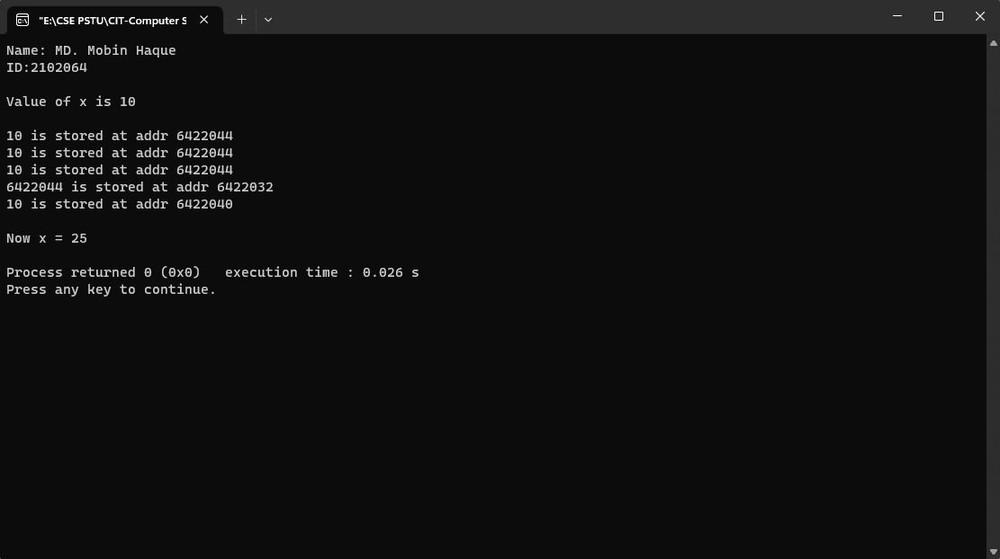 "E:\CSE PSTU\CIT-Computer S
Name: MD. Mobin Haque
ID:2102064
Value of x is 10
10 is stored at addr 6422044
10 is stored at addr 6422044
10 is stored at addr 6422044
6422044 is stored at addr 6422032
10 is stored at addr 6422040
Now x = 25
Process returned 0 (0x0)   execution time : 0.026 s
Press any key to continue.